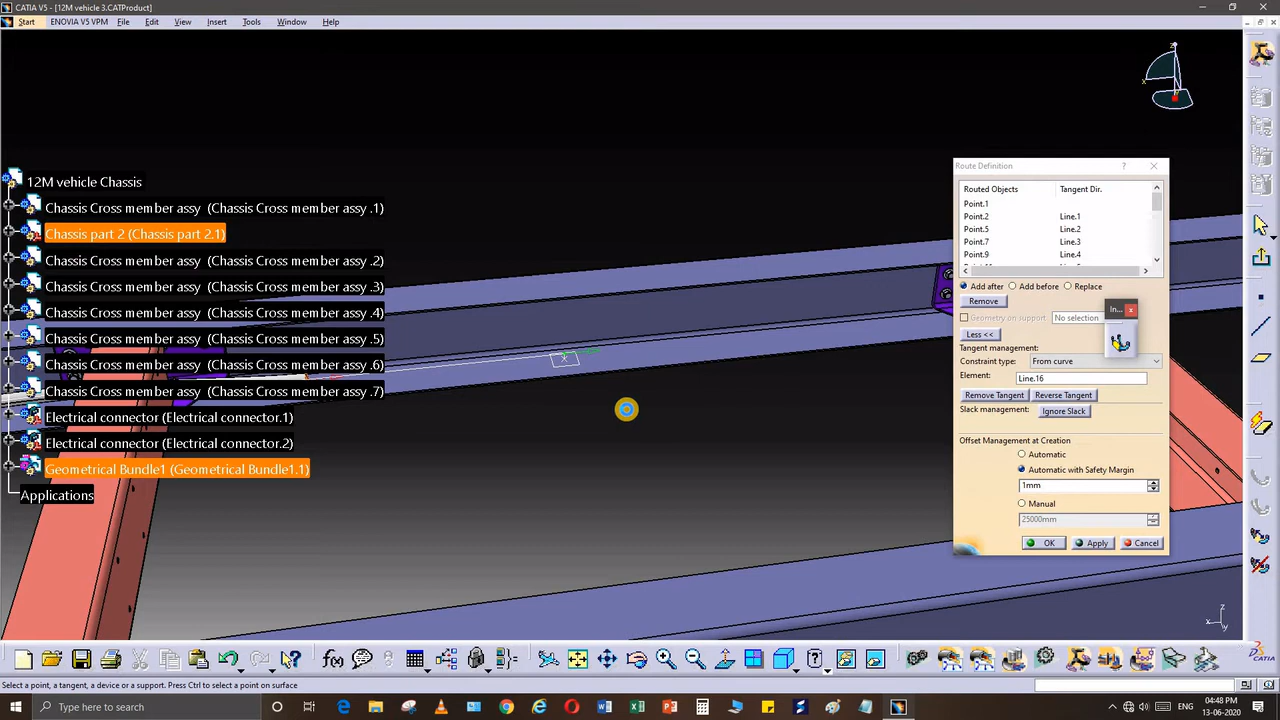 CATIA V5 - [12M vehicle 3.CATProduct]
Start ENOVIA V5 VPM File Edit View Insert Tools Window Help
12M vehicle Chassis
Chassis Cross member assy (Chassis Cross member assy .1)
Chassis part 2 (Chassis part 2.1)
Chassis Cross member assy (Chassis Cross member assy .2)
Chassis Cross member assy (Chassis Cross member assy .3)
Chassis Cross member assy (Chassis Cross member assy .4)
Chassis Cross member assy (Chassis Cross member assy .5)
Chassis Cross member assy (Chassis Cross member assy .6)
Chassis Cross member assy (Chassis Cross member assy .7)
Electrical connector (Electrical connector.1)
Electrical connector (Electrical connector.2)
Geometrical Bundle1 (Geometrical Bundle1.1)
Applications
Route Definition ?
Routed Objects Tangent Dir.
Point.1
Point.2 Line.1
Point.5 Line.2
Point.7 Line.3
Point.9 Line.4
Add after Add before Replace
Remove
In...
Geometry on support: No selection
Less <<
Tangent management:
Constraint type: From curve
Element: Line.16
Remove Tangent Reverse Tangent
Slack management: Ignore Slack
Offset Management at Creation
Automatic
Automatic with Safety Margin
1mm
Manual
25000mm
OK Apply Cancel
z
x
y
f(x)
CATIA
Select a point, a tangent, a device or a support. Press Ctrl to select a point on surface
Type here to search
ENG
04:48 PM
13-06-2020